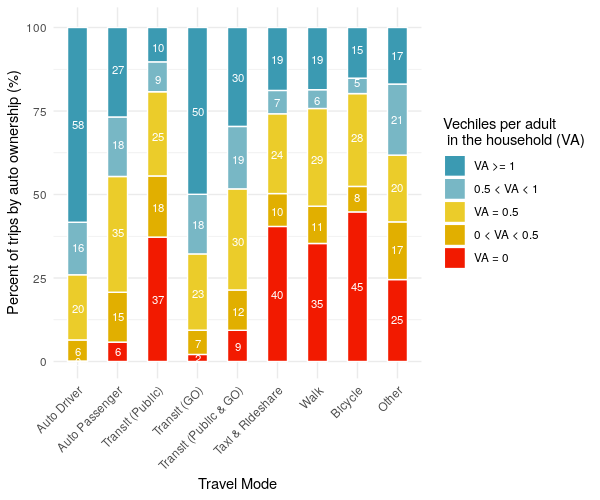 100
75
50
25
0
Percent of trips by auto ownership (%)
58
16
20
6
0
27
18
35
15
6
10
9
25
18
37
50
18
23
7
2
30
19
30
12
9
19
7
24
10
40
19
6
29
11
35
15
5
28
8
45
17
21
20
17
25
Auto Driver
Auto Passenger
Transit (Public)
Transit (GO)
Transit (Public & GO)
Taxi & Rideshare
Walk
Bicycle
Other
Travel Mode
Vechiles per adult
in the household (VA)
VA >= 1
0.5 < VA < 1
VA = 0.5
0 < VA < 0.5
VA = 0